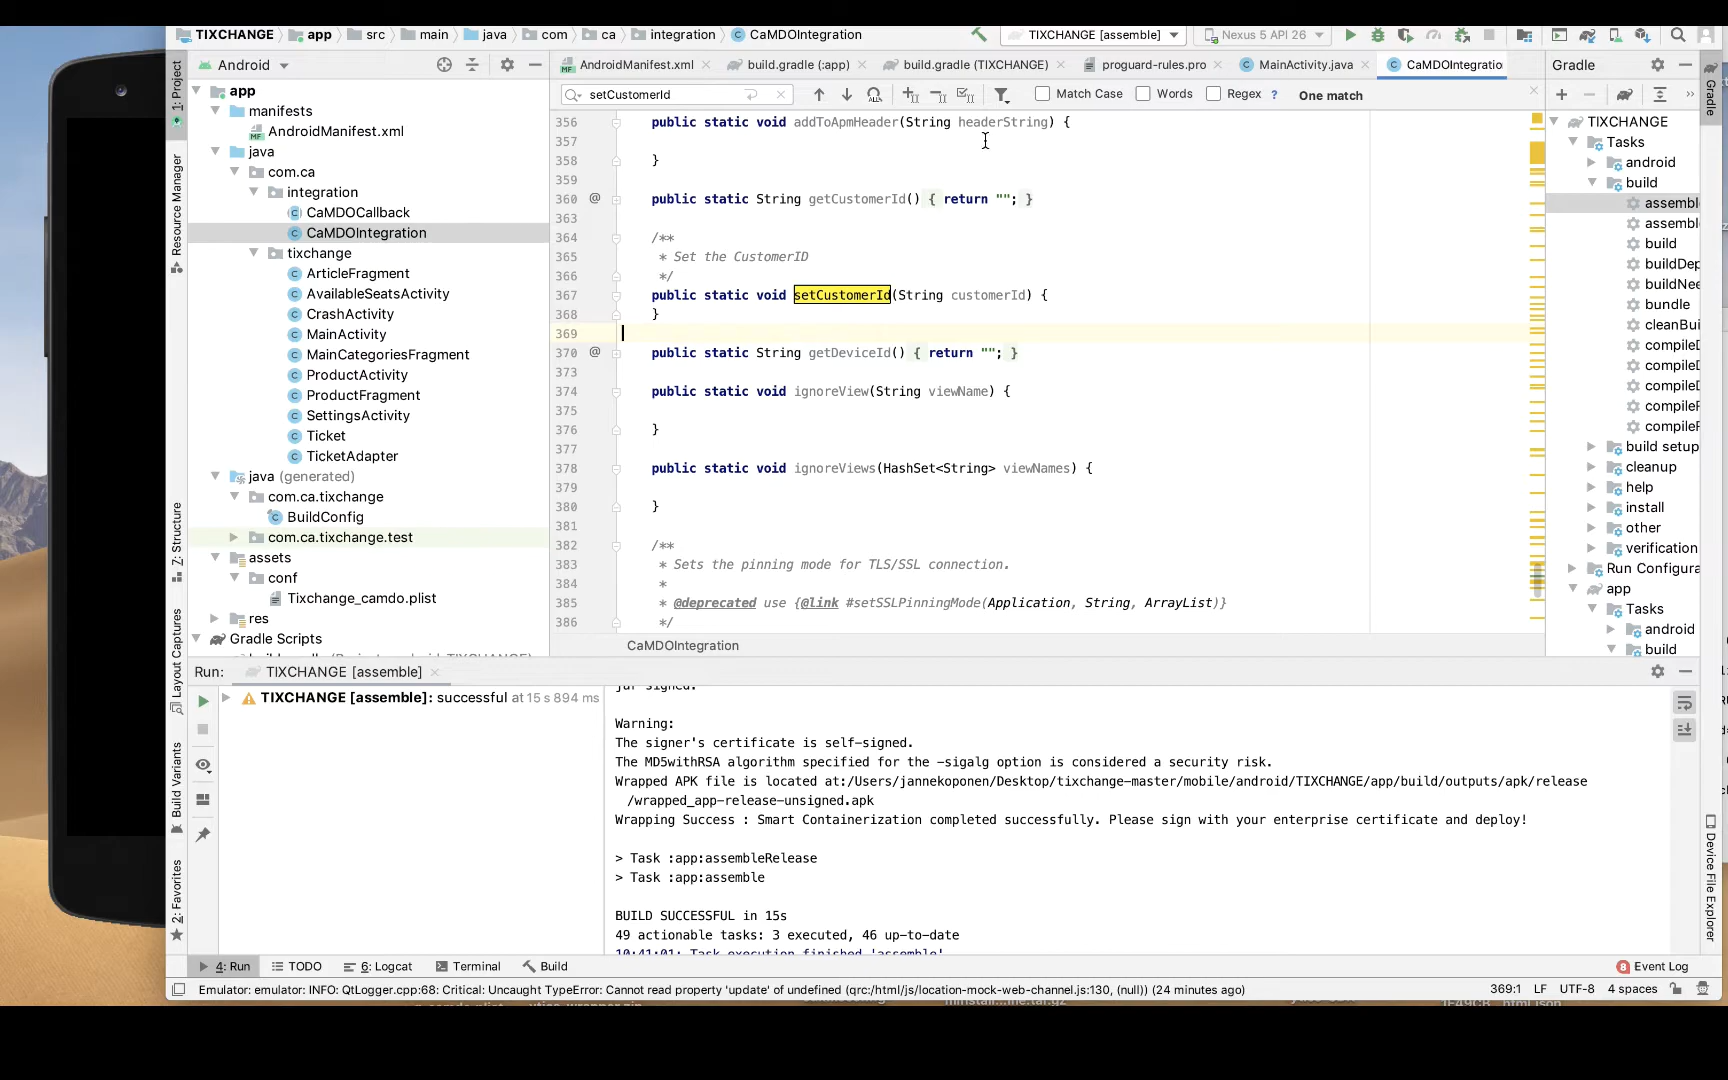 TIXCHANGE app src main java com ca integration CaMDOIntegration TIXCHANGE [assemble] Nexus 5 API 26
Android
AndroidManifest.xml build.gradle (:app) build.gradle (TIXCHANGE) proguard-rules.pro MainActivity.java CaMDOIntegratio
Gradle
setCustomerId Match Case Words Regex ? One match
1: Project
Resource Manager
Z: Structure
Layout Captures
Build Variants
2: Favorites
app
manifests
AndroidManifest.xml
java
com.ca
integration
CaMDOCallback
CaMDOIntegration
tixchange
ArticleFragment
AvailableSeatsActivity
CrashActivity
MainActivity
MainCategoriesFragment
ProductActivity
ProductFragment
SettingsActivity
Ticket
TicketAdapter
java (generated)
com.ca.tixchange
BuildConfig
com.ca.tixchange.test
assets
conf
Tixchange_camdo.plist
res
Gradle Scripts
356 public static void addToApmHeader(String headerString) {
357
358 }
359
360 @ public static String getCustomerId() { return ""; }
363
364 /**
365 * Set the CustomerID
366 */
367 public static void setCustomerId(String customerId) {
368 }
369
370 @ public static String getDeviceId() { return ""; }
373
374 public static void ignoreView(String viewName) {
375
376 }
377
378 public static void ignoreViews(HashSet<String> viewNames) {
379
380 }
381
382 /**
383 * Sets the pinning mode for TLS/SSL connection.
384 *
385 * @deprecated use {@link #setSSLPinningMode(Application, String, ArrayList)}
386 */
CaMDOIntegration
TIXCHANGE
Tasks
android
build
assembl
assembl
build
buildDep
buildNee
bundle
cleanBui
compileD
compileD
compileD
compileF
compileF
build setup
cleanup
help
install
other
verification
Run Configura
app
Tasks
android
build
Gradle
Device File Explorer
Run: TIXCHANGE [assemble]
TIXCHANGE [assemble]: successful at 15 s 894 ms
jar signed.
Warning:
The signer's certificate is self-signed.
The MD5withRSA algorithm specified for the -sigalg option is considered a security risk.
Wrapped APK file is located at:/Users/jannekoponen/Desktop/tixchange-master/mobile/android/TIXCHANGE/app/build/outputs/apk/release
/wrapped_app-release-unsigned.apk
Wrapping Success : Smart Containerization completed successfully. Please sign with your enterprise certificate and deploy!
> Task :app:assembleRelease
> Task :app:assemble
BUILD SUCCESSFUL in 15s
49 actionable tasks: 3 executed, 46 up-to-date
10:41:01: Task execution finished 'assemble'.
4: Run TODO 6: Logcat Terminal Build 8 Event Log
Emulator: emulator: INFO: QtLogger.cpp:68: Critical: Uncaught TypeError: Cannot read property 'update' of undefined (qrc:/html/js/location-mock-web-channel.js:130, (null)) (24 minutes ago) 369:1 LF UTF-8 4 spaces